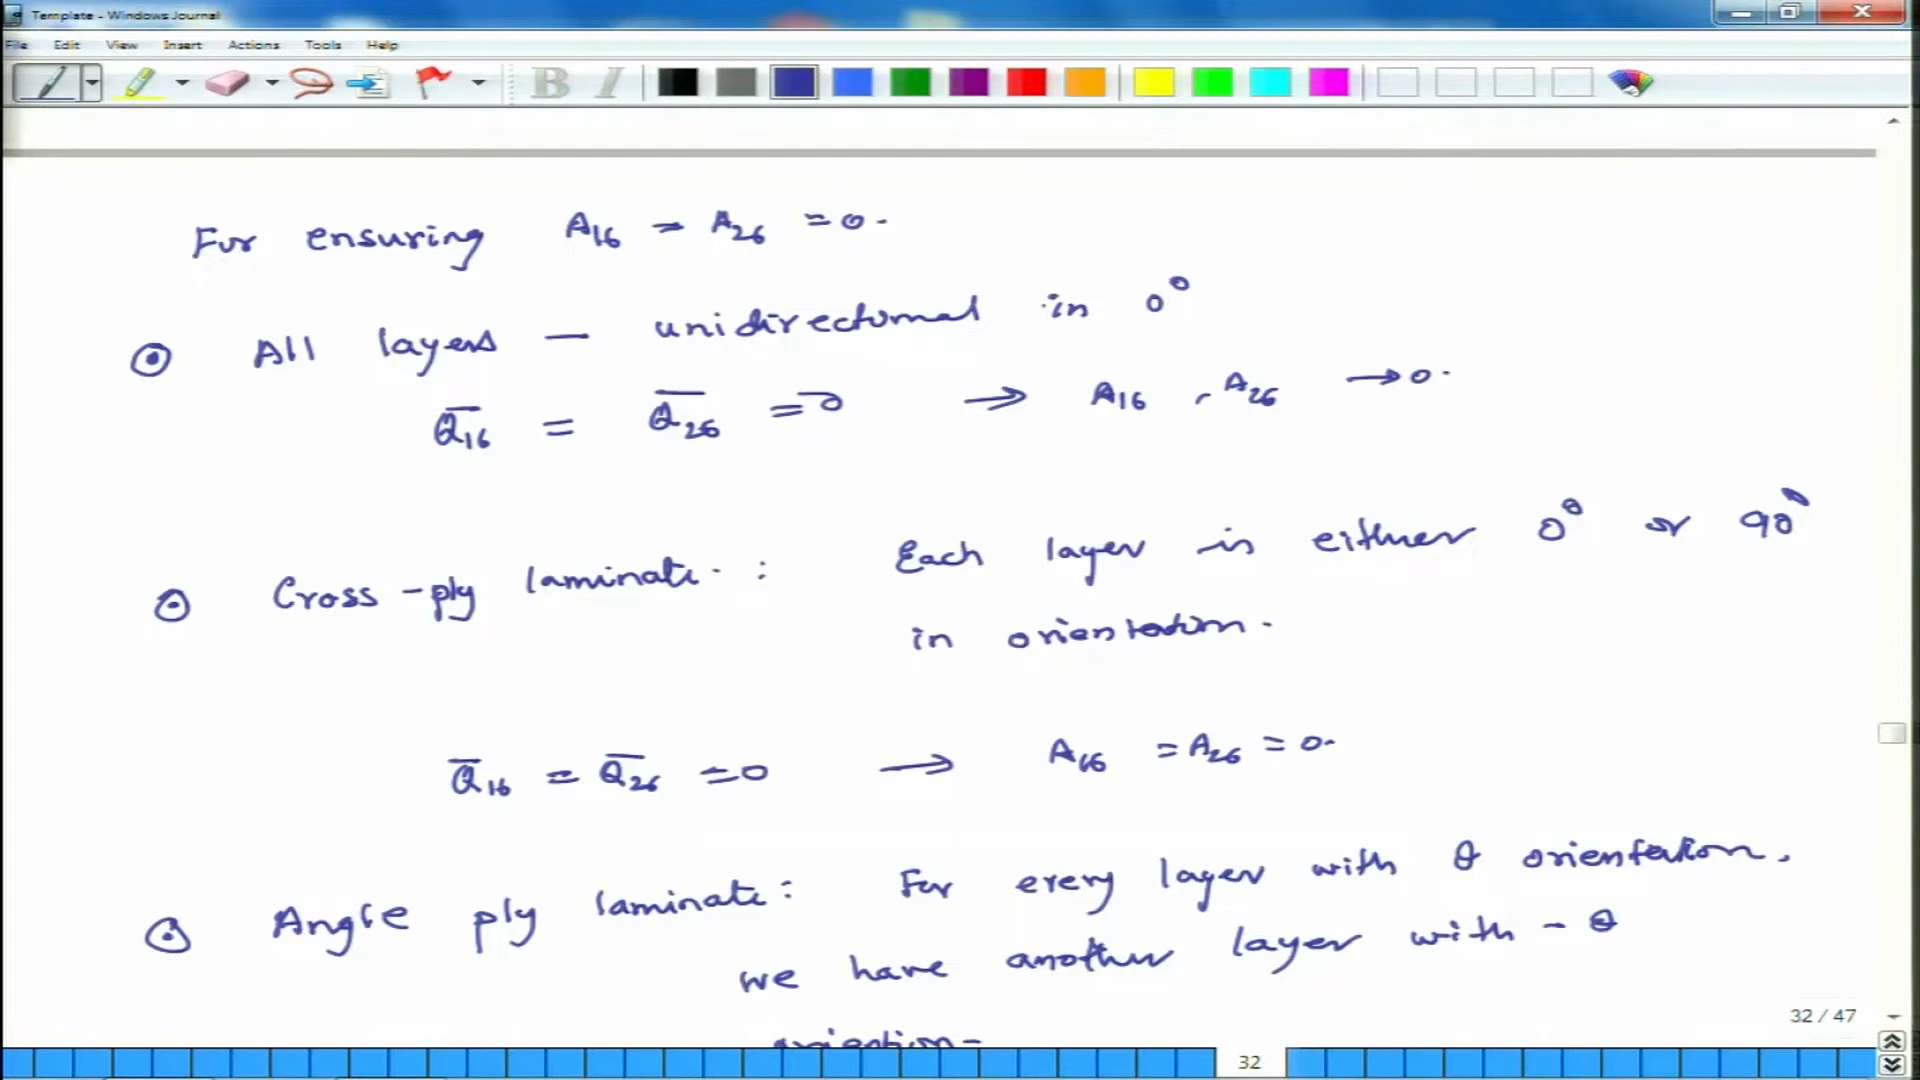 Template - Windows Journal
File Edit View Insert Actions Tools Help
B I
For ensuring A16 = A26 = 0.
⊙ All layers — unidirectional in 0°
Q̅16 = Q̅26 = 0 → A16, A26 → 0.
⊙ Cross-ply laminate. : Each layer is either 0° or 90°
in orientation.
Q̅16 = Q̅26 = 0 → A16 = A26 = 0.
⊙ Angle ply laminate: For every layer with θ orientation,
we have another layer with - θ
32 / 47
32